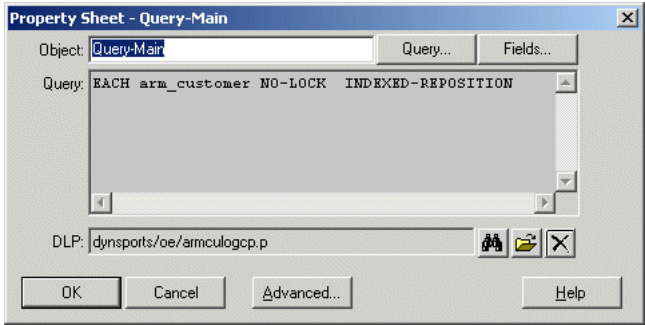 Property Sheet - Query-Main
Object: Query-Main Query... Fields...
Query: EACH arm_customer NO-LOCK  INDEXED-REPOSITION
DLP: dynsports/oe/armculogcp.p
OK Cancel Advanced... Help